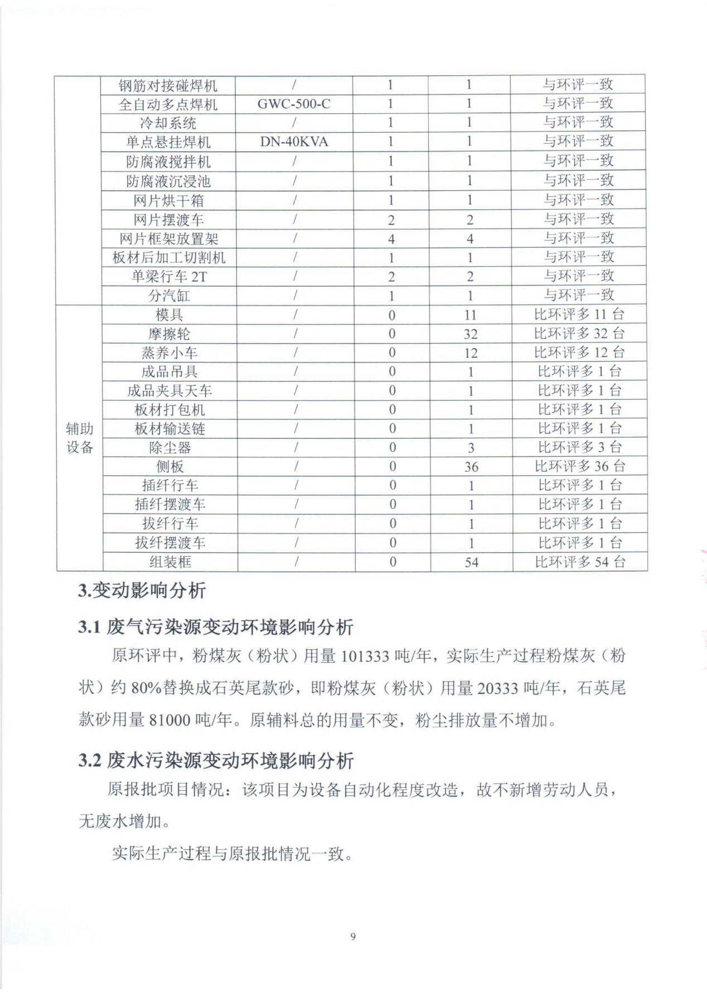 钢筋对接碰焊机 / 1 1 与环评一致
全自动多点焊机 GWC-500-C 1 1 与环评一致
冷却系统 / 1 1 与环评一致
单点悬挂焊机 DN-40KVA 1 1 与环评一致
防腐液搅拌机 / 1 1 与环评一致
防腐液沉浸池 / 1 1 与环评一致
网片烘干箱 / 1 1 与环评一致
网片摆渡车 / 2 2 与环评一致
网片框架放置架 / 4 4 与环评一致
板材后加工切割机 / 1 1 与环评一致
单梁行车 2T / 2 2 与环评一致
分汽缸 / 1 1 与环评一致
辅助
设备
模具 / 0 11 比环评多 11 台
摩擦轮 / 0 32 比环评多 32 台
蒸养小车 / 0 12 比环评多 12 台
成品吊具 / 0 1 比环评多 1 台
成品夹具天车 / 0 1 比环评多 1 台
板材打包机 / 0 1 比环评多 1 台
板材输送链 / 0 1 比环评多 1 台
除尘器 / 0 3 比环评多 3 台
侧板 / 0 36 比环评多 36 台
插纤行车 / 0 1 比环评多 1 台
插纤摆渡车 / 0 1 比环评多 1 台
拔纤行车 / 0 1 比环评多 1 台
拔纤摆渡车 / 0 1 比环评多 1 台
组装框 / 0 54 比环评多 54 台
3.变动影响分析
3.1 废气污染源变动环境影响分析
原环评中，粉煤灰（粉状）用量 101333 吨/年，实际生产过程粉煤灰（粉
状）约 80%替换成石英尾款砂，即粉煤灰（粉状）用量 20333 吨/年，石英尾
款砂用量 81000 吨/年。原辅料总的用量不变，粉尘排放量不增加。
3.2 废水污染源变动环境影响分析
原报批项目情况：该项目为设备自动化程度改造，故不新增劳动人员，
无废水增加。
实际生产过程与原报批情况一致。
9